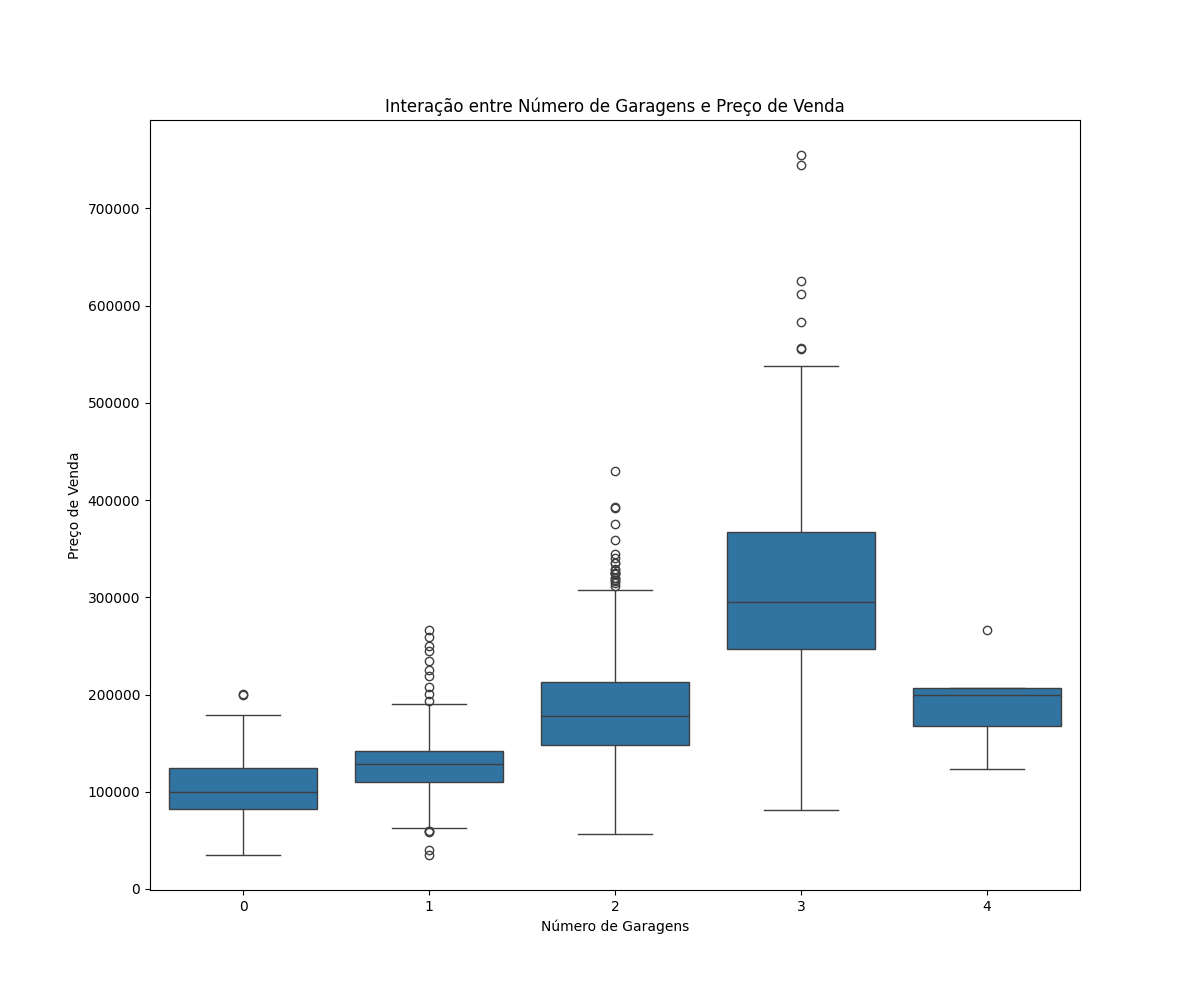 Interação entre Número de Garagens e Preço de Venda
700000
600000
500000
400000
300000
200000
100000
0
Preço de Venda
0 1 2 3 4
Número de Garagens